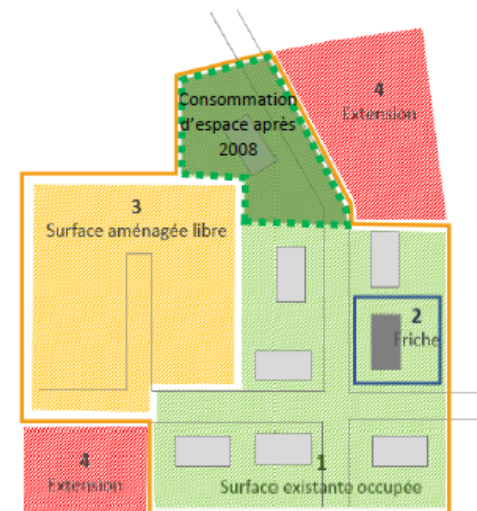 Consommation
d'espace après
2008
4
Extension
3
Surface aménagée libre
2
Friche
4
Extension
1
Surface existante occupée